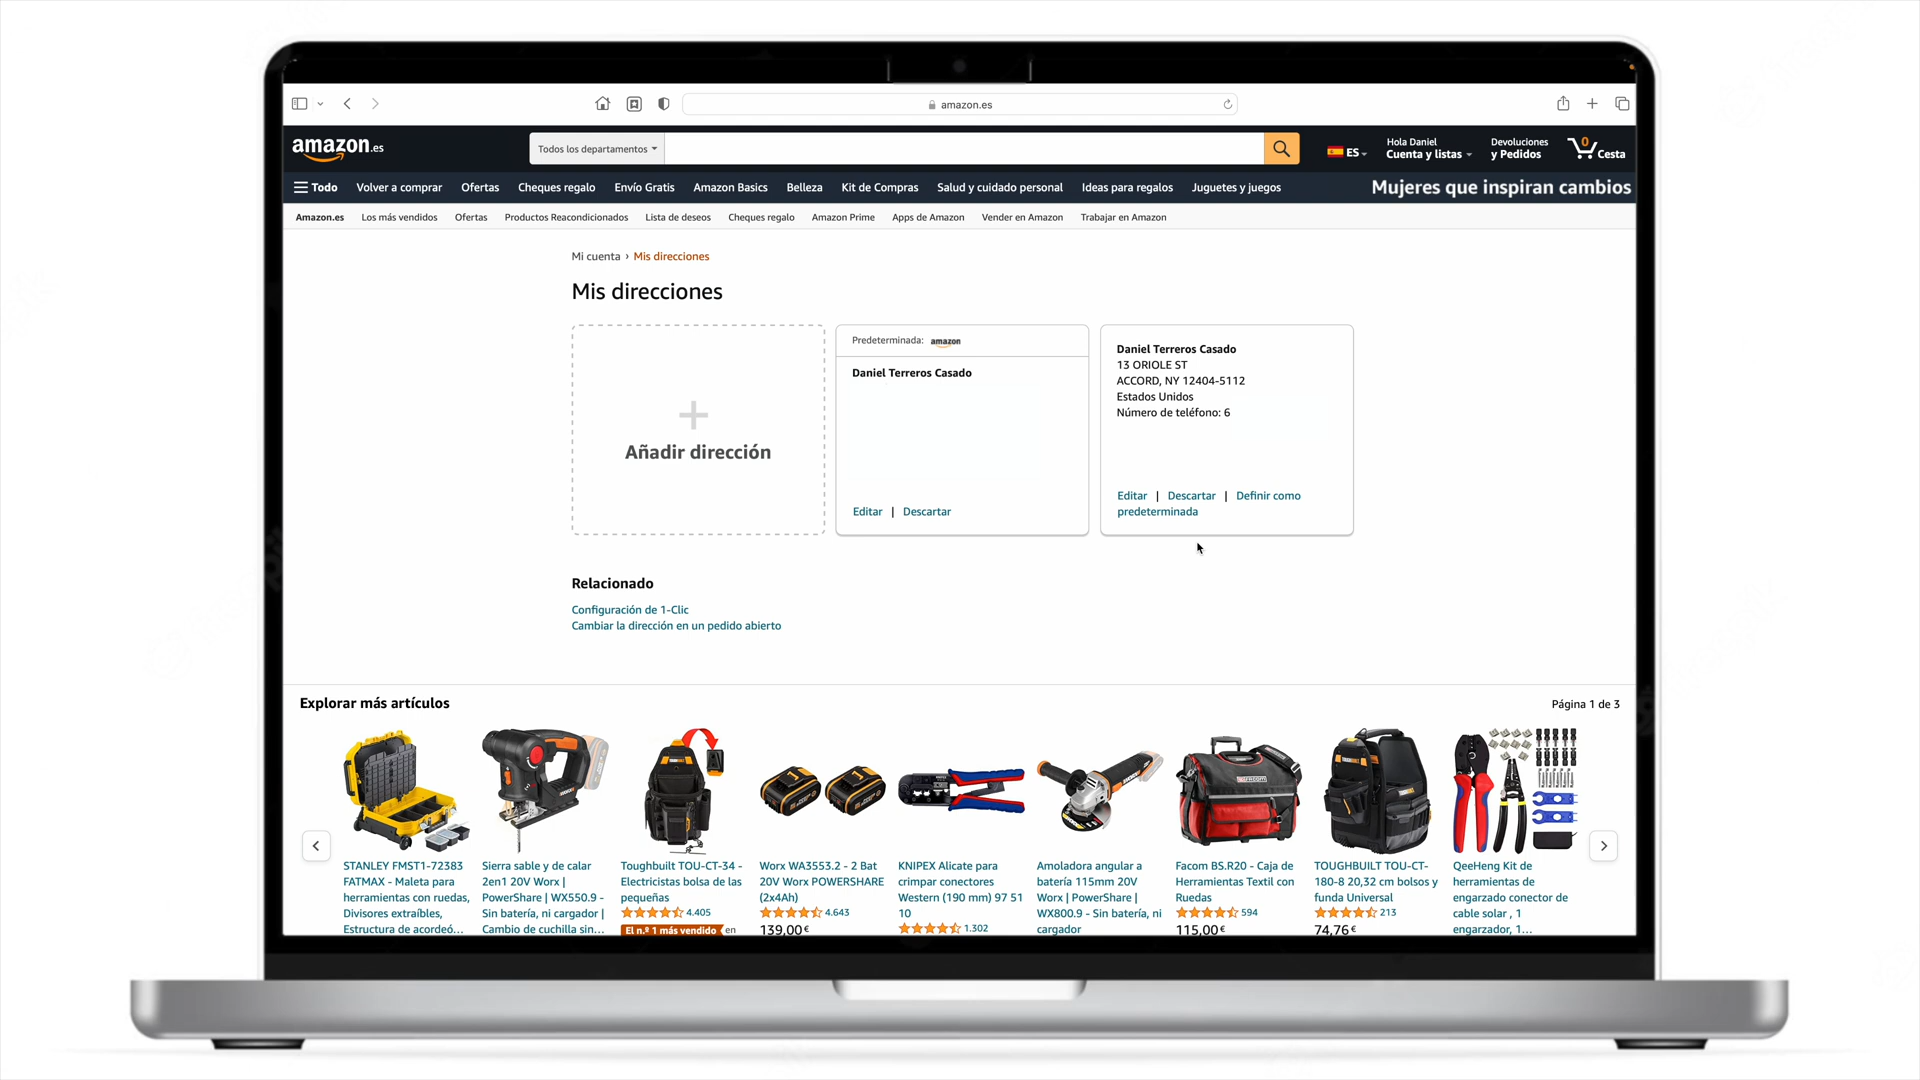 amazon.es
amazon.es
Todos los departamentos
ES
Hola Daniel
Cuenta y listas
Devoluciones
y Pedidos
0
Cesta
Todo
Volver a comprar
Ofertas
Cheques regalo
Envío Gratis
Amazon Basics
Belleza
Kit de Compras
Salud y cuidado personal
Ideas para regalos
Juguetes y juegos
Mujeres que inspiran cambios
Amazon.es
Los más vendidos
Ofertas
Productos Reacondicionados
Lista de deseos
Cheques regalo
Amazon Prime
Apps de Amazon
Vender en Amazon
Trabajar en Amazon
Mi cuenta › Mis direcciones
Mis direcciones
Añadir dirección
Predeterminada: amazon
Daniel Terreros Casado
Editar | Descartar
Daniel Terreros Casado
13 ORIOLE ST
ACCORD, NY 12404-5112
Estados Unidos
Número de teléfono: 6
Editar | Descartar | Definir como
predeterminada
Relacionado
Configuración de 1-Clic
Cambiar la dirección en un pedido abierto
Explorar más artículos
Página 1 de 3
STANLEY FMST1-72383
FATMAX - Maleta para
herramientas con ruedas,
Divisores extraíbles,
Estructura de acordeó...
Sierra sable y de calar
2en1 20V Worx |
PowerShare | WX550.9 -
Sin batería, ni cargador |
Cambio de cuchilla sin...
Toughbuilt TOU-CT-34 -
Electricistas bolsa de las
pequeñas
4.405
El n.º 1 más vendido en
Worx WA3553.2 - 2 Bat
20V Worx POWERSHARE
(2x4Ah)
4.643
139,00€
KNIPEX Alicate para
crimpar conectores
Western (190 mm) 97 51
10
1.302
Amoladora angular a
batería 115mm 20V
Worx | PowerShare |
WX800.9 - Sin batería, ni
cargador
Facom BS.R20 - Caja de
Herramientas Textil con
Ruedas
594
115,00€
TOUGHBUILT TOU-CT-
180-8 20,32 cm bolsos y
funda Universal
213
74,76€
QeeHeng Kit de
herramientas de
engarzado conector de
cable solar , 1
engarzador, 1...